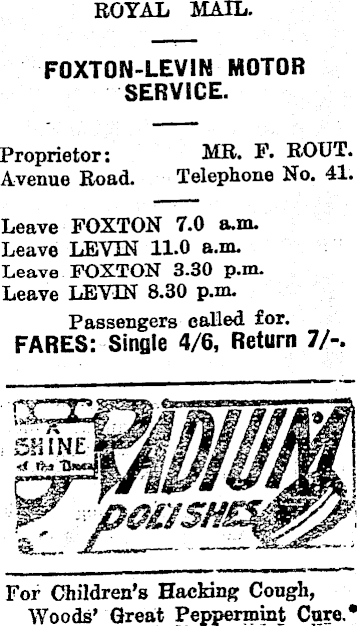 ROYAL MAIL.
FOXTON-LEVIN MOTOR
SERVICE.
Proprietor: MR. F. ROUT.
Avenue Road. Telephone No. 41.
Leave FOXTON 7.0 a.m.
Leave LEVIN 11.0 a.m.
Leave FOXTON 3.30 p.m.
Leave LEVIN 8.30 p.m.
Passengers called for.
FARES: Single 4/6, Return 7/-.
A
SHINE
RADIUM
POLISHES
For Children's Hacking Cough,
Woods' Great Peppermint Cure.*